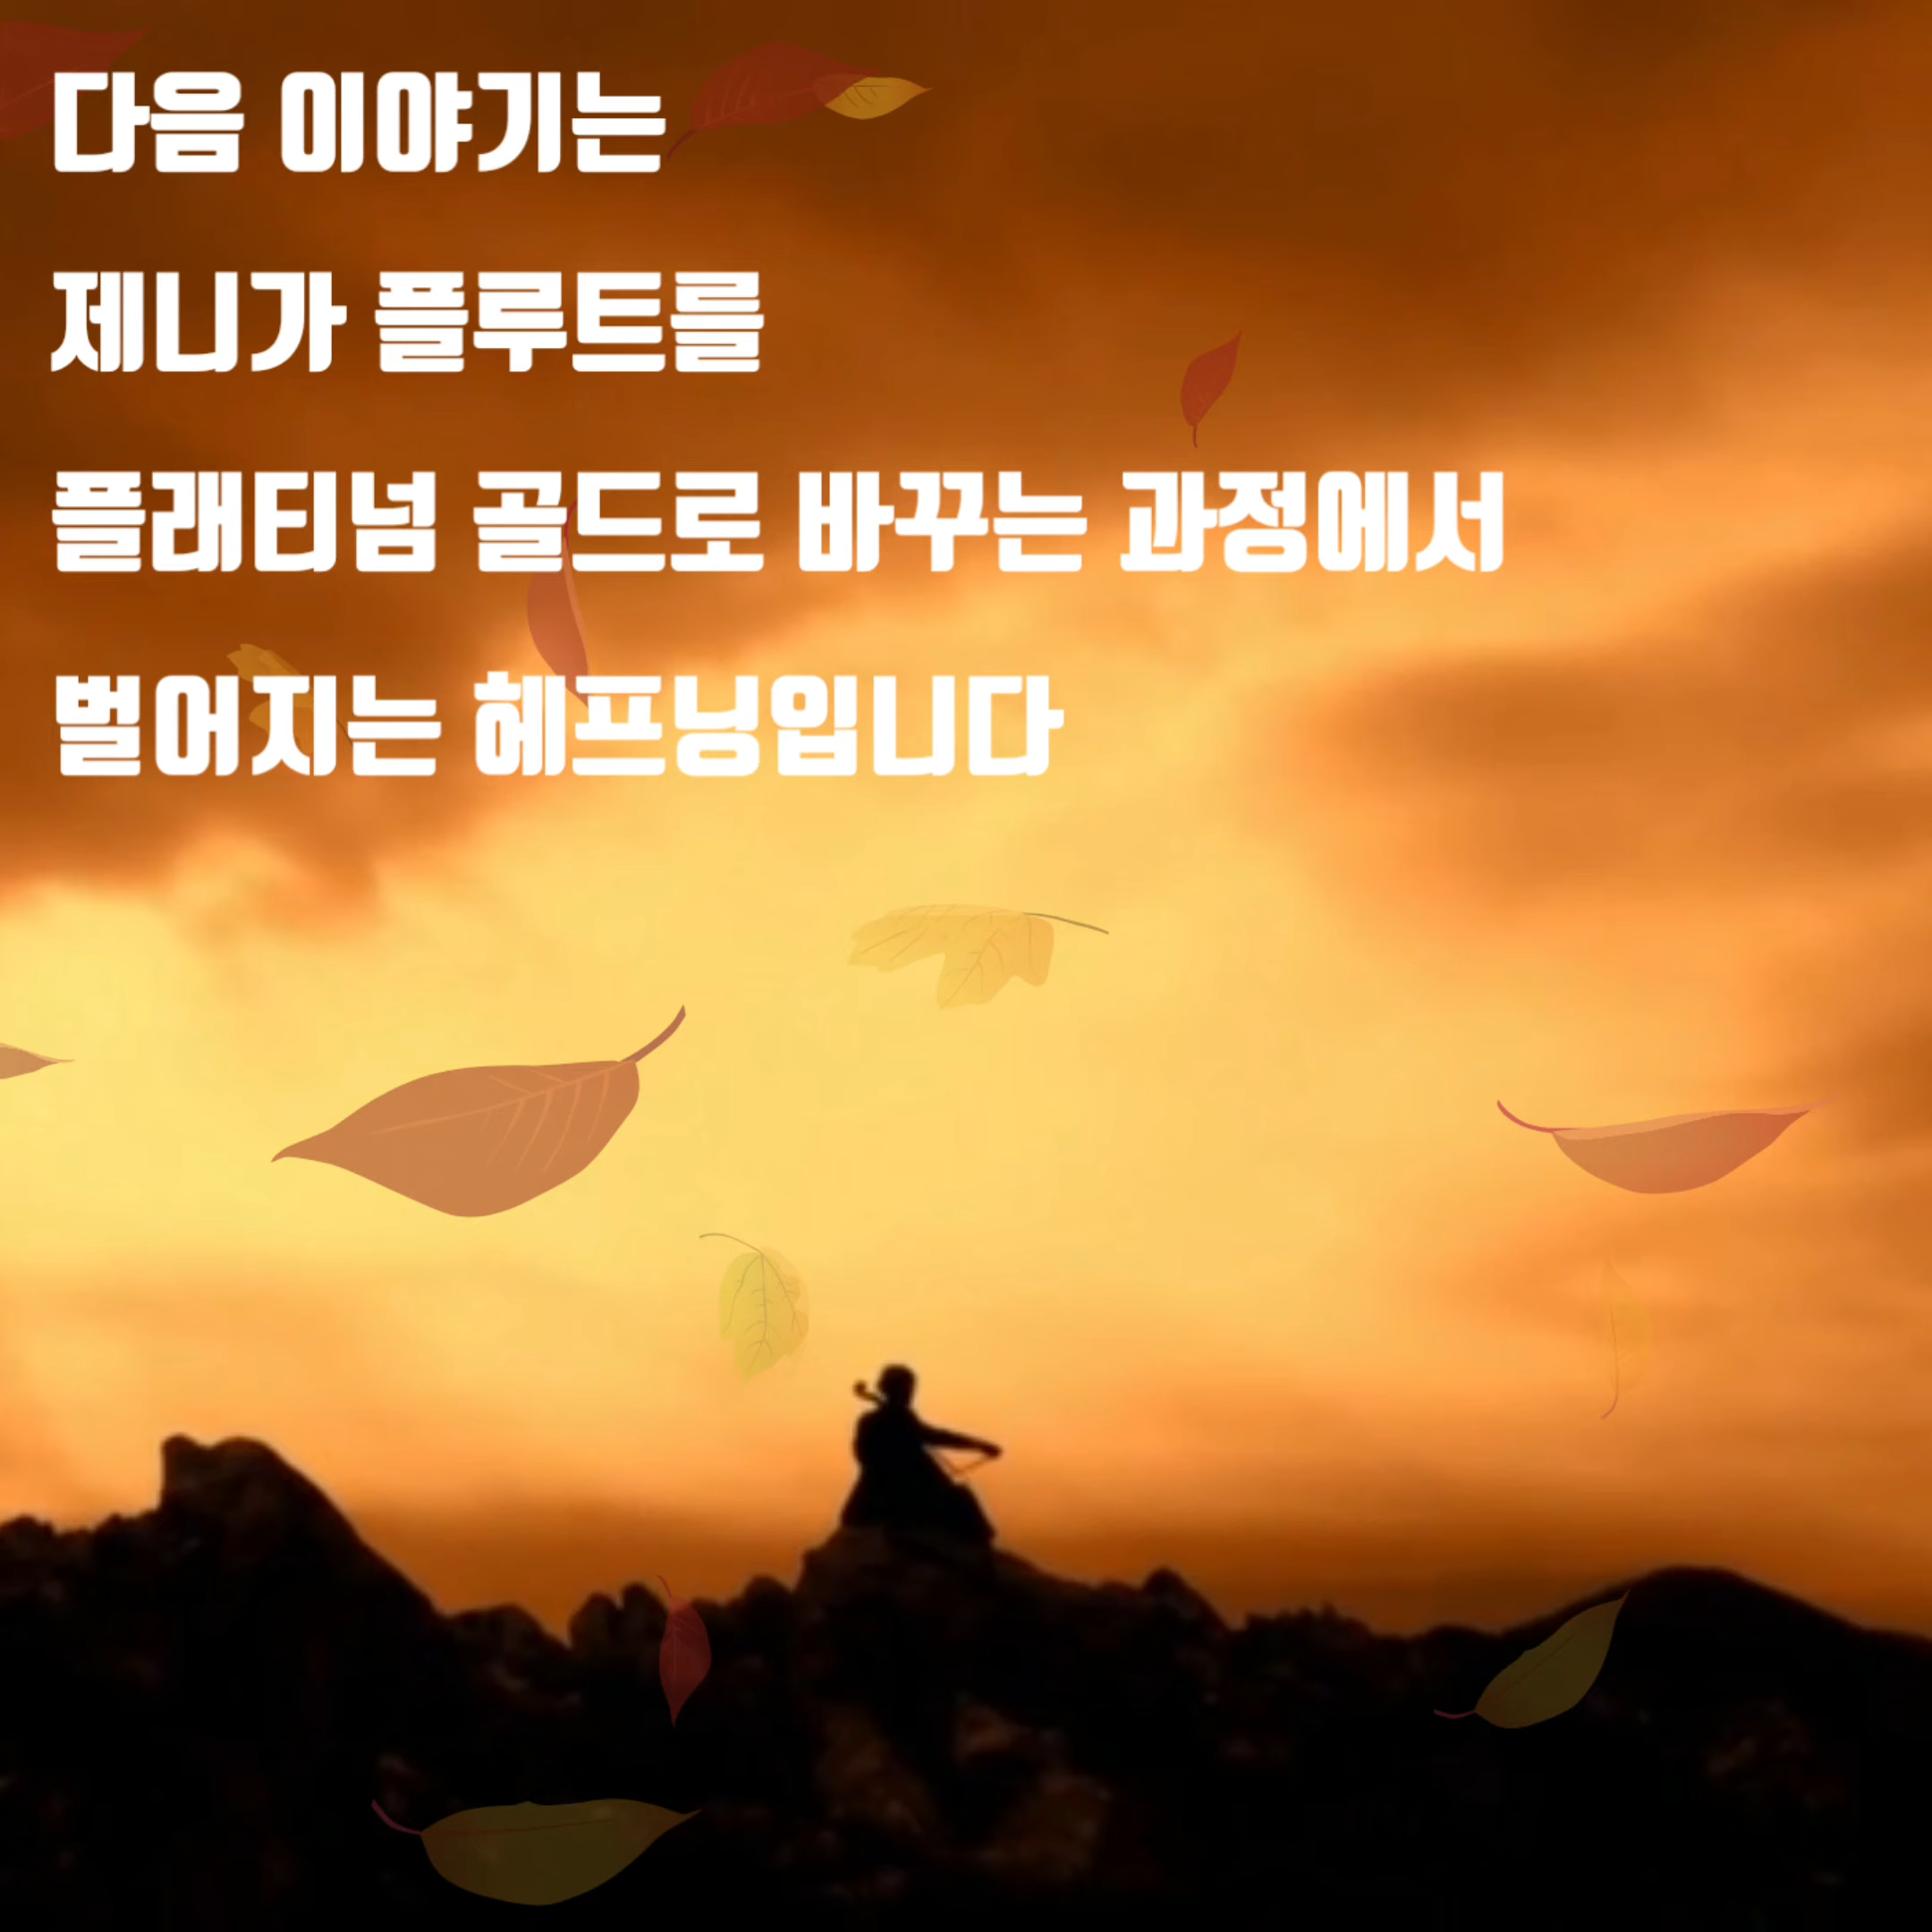 다음 이야기는
제니가 플루트를
플래티넘 골드로 바꾸는 과정에서
벌어지는 헤프닝입니다